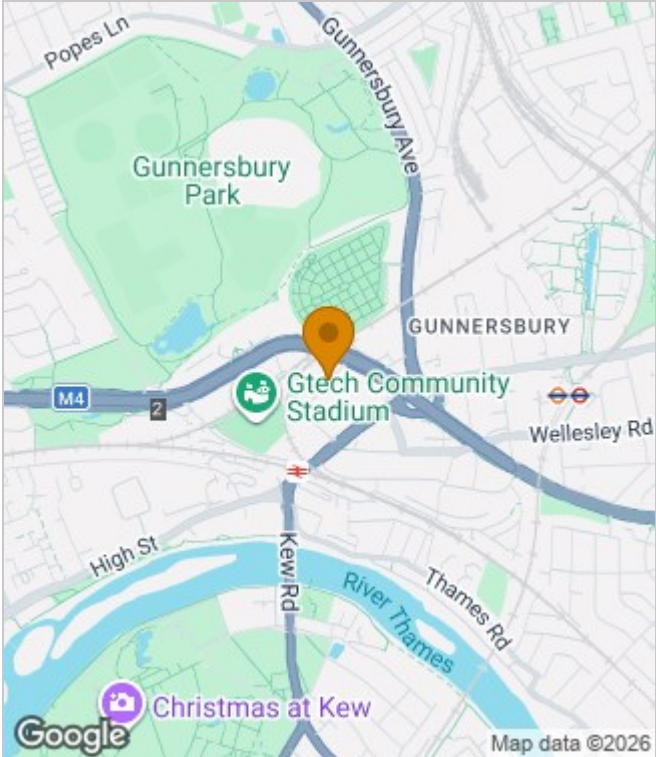 Popes Ln
Gunnersbury Ave
Gunnersbury
Park
GUNNERSBURY
M4
2
Gtech Community
Stadium
Wellesley Rd
High St
Kew Rd
River Thames
Thames Rd
Christmas at Kew
Google
Map data ©2026